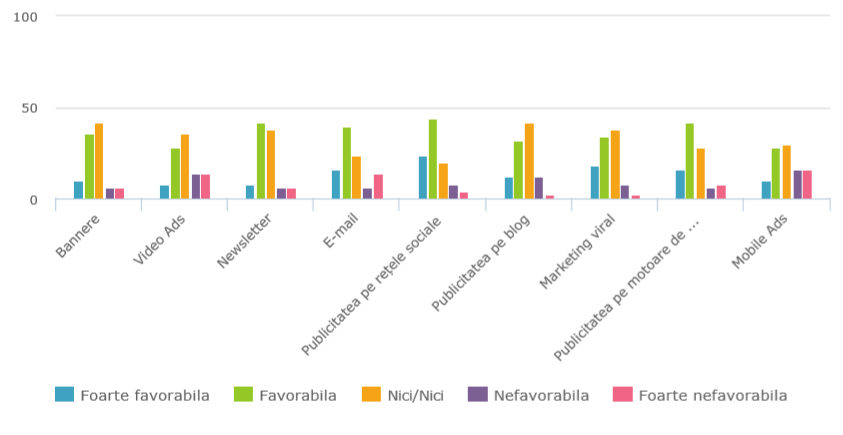 100
50
0
Bannere
Video Ads
Newsletter
E-mail
Publicitatea pe rețele sociale
Publicitatea pe blog
Marketing viral
Publicitatea pe motoare de ...
Mobile Ads
Foarte favorabila Favorabila Nici/Nici Nefavorabila Foarte nefavorabila